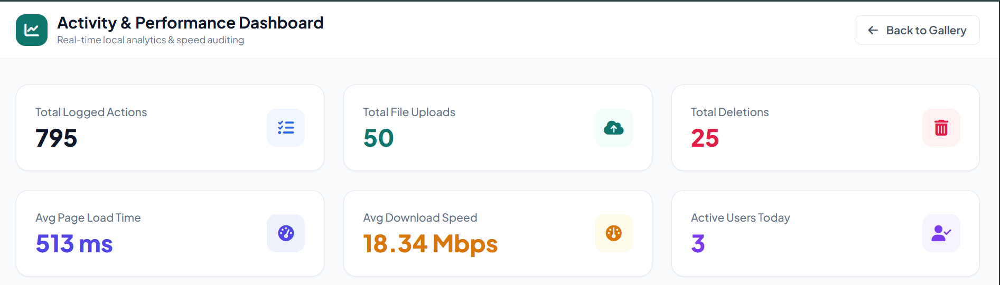 Activity & Performance Dashboard
Real-time local analytics & speed auditing
Back to Gallery
Total Logged Actions
795
Total File Uploads
50
Total Deletions
25
Avg Page Load Time
513 ms
Avg Download Speed
18.34 Mbps
Active Users Today
3